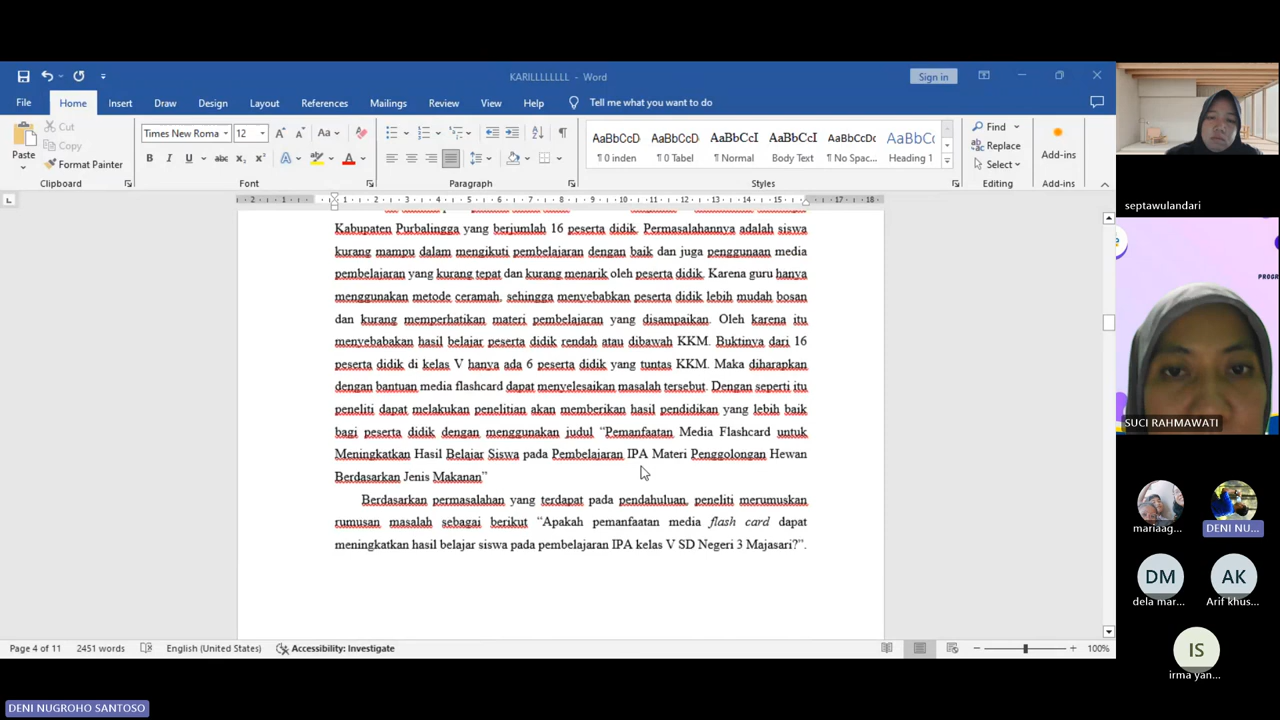 KARILLLLLLLL - Word
Sign in
File Home Insert Draw Design Layout References Mailings Review View Help Tell me what you want to do
Paste
Cut
Copy
Format Painter
Clipboard
Times New Roma 12
Font
Paragraph
AaBbCcD AaBbCcD AaBbCcI AaBbCcI AaBbCcDc AaBbCc
¶ 0 inden ¶ 0 Tabel ¶ Normal Body Text ¶ No Spac... Heading 1
Styles
Find
Replace
Select
Editing
Add-ins
Add-ins
Kabupaten Purbalingga yang berjumlah 16 peserta didik. Permasalahannya adalah siswa
kurang mampu dalam mengikuti pembelajaran dengan baik dan juga penggunaan media
pembelajaran yang kurang tepat dan kurang menarik oleh peserta didik. Karena guru hanya
menggunakan metode ceramah, sehingga menyebabkan peserta didik lebih mudah bosan
dan kurang memperhatikan materi pembelajaran yang disampaikan. Oleh karena itu
menyebabakan hasil belajar peserta didik rendah atau dibawah KKM. Buktinya dari 16
peserta didik di kelas V hanya ada 6 peserta didik yang tuntas KKM. Maka diharapkan
dengan bantuan media flashcard dapat menyelesaikan masalah tersebut. Dengan seperti itu
peneliti dapat melakukan penelitian akan memberikan hasil pendidikan yang lebih baik
bagi peserta didik dengan menggunakan judul “Pemanfaatan Media Flashcard untuk
Meningkatkan Hasil Belajar Siswa pada Pembelajaran IPA Materi Penggolongan Hewan
Berdasarkan Jenis Makanan”
Berdasarkan permasalahan yang terdapat pada pendahuluan, peneliti merumuskan
rumusan masalah sebagai berikut “Apakah pemanfaatan media flash card dapat
meningkatkan hasil belajar siswa pada pembelajaran IPA kelas V SD Negeri 3 Majasari?”.
Page 4 of 11 2451 words English (United States) Accessibility: Investigate 100%
DENI NUGROHO SANTOSO
septawulandari
PROGR
SUCI RAHMAWATI
mariaag... DENI NU...
DM AK
dela mar... Arif khus...
IS
irma yan...